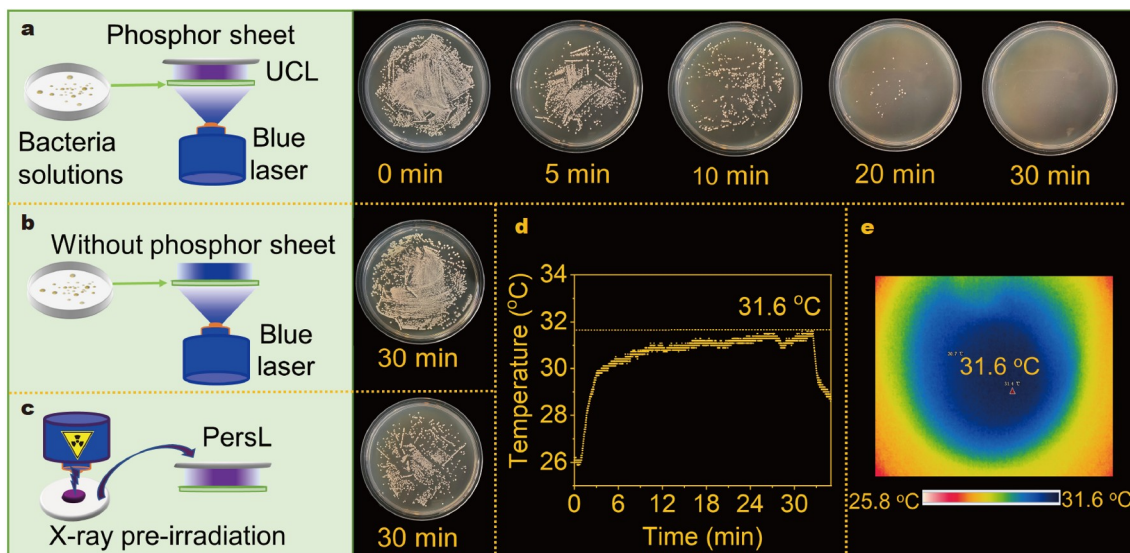 a
Phosphor sheet
UCL
Bacteria
solutions
Blue
laser
0 min
5 min
10 min
20 min
30 min
b
Without phosphor sheet
Blue
laser
30 min
c
PersL
X-ray pre-irradiation
30 min
d
Temperature (°C)
34
32
30
28
26
31.6 °C
0 6 12 18 24 30
Time (min)
e
31.6 °C
25.8 °C 31.6 °C